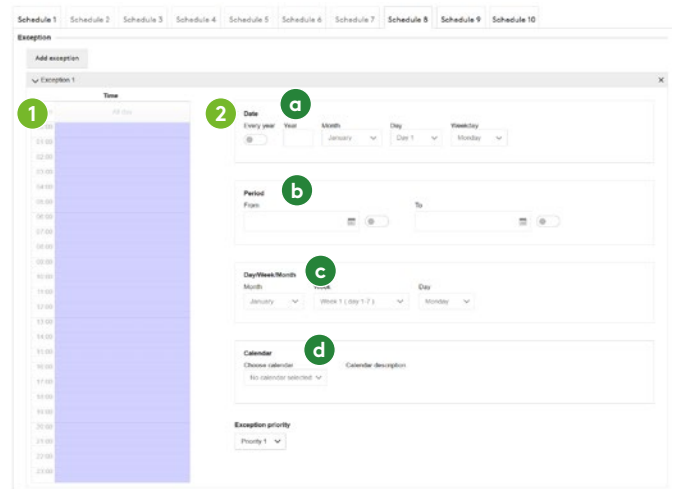 Schedule 1 Schedule 2 Schedule 3 Schedule 4 Schedule 5 Schedule 6 Schedule 7 Schedule 8 Schedule 9 Schedule 10
Exception
Add exception
Exception 1
Time
1
All day
00:00
01:00
02:00
03:00
04:00
05:00
06:00
07:00
08:00
09:00
10:00
11:00
12:00
13:00
14:00
15:00
16:00
17:00
18:00
19:00
20:00
21:00
22:00
23:00
2
a
Date
Every year Year Month Day Weekday
January Day 1 Monday
b
Period
From To
c
Day/Week/Month
Month Week Day
January Week 1 ( day 1-7 ) Monday
d
Calendar
Choose calendar Calendar description
No calendar selected
Exception priority
Priority 1